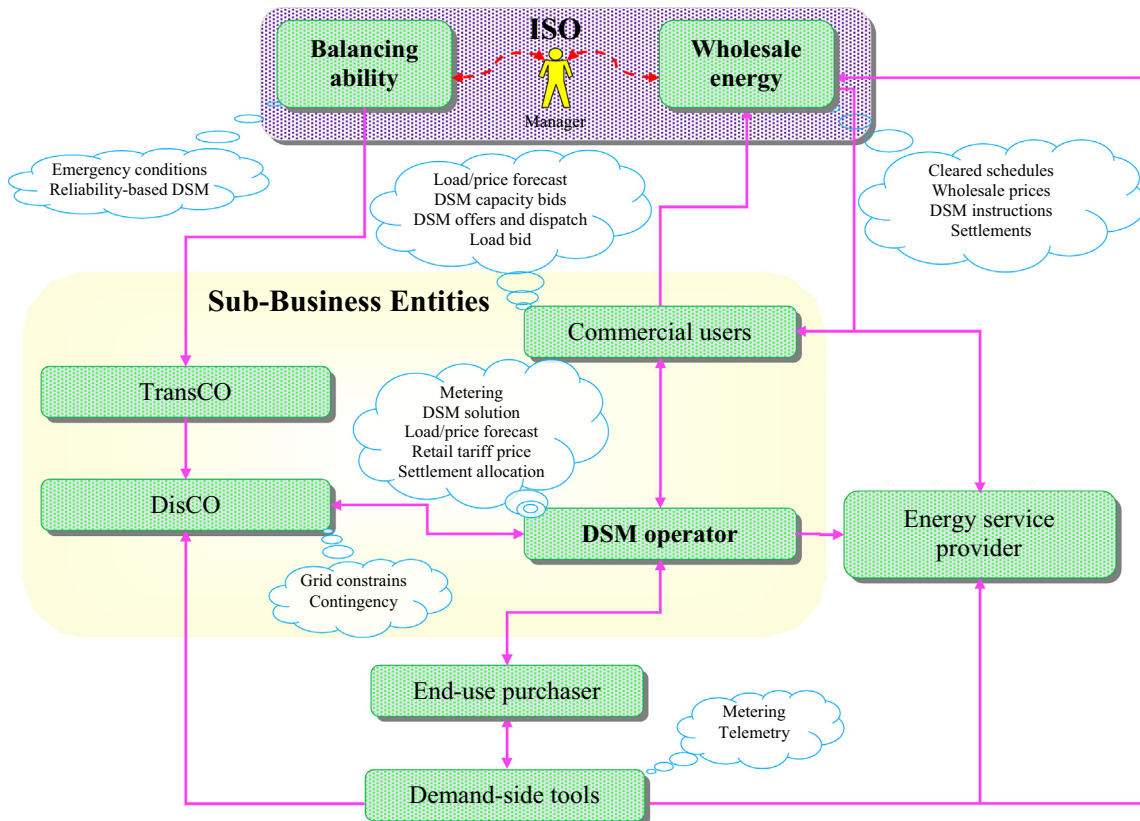 ISO
Balancing
ability
Wholesale
energy
Manager
Emergency conditions
Reliability-based DSM
Load/price forecast
DSM capacity bids
DSM offers and dispatch
Load bid
Cleared schedules
Wholesale prices
DSM instructions
Settlements
Sub-Business Entities
Commercial users
TransCO
Metering
DSM solution
Load/price forecast
Retail tariff price
Settlement allocation
DisCO
DSM operator
Energy service
provider
Grid constrains
Contingency
End-use purchaser
Metering
Telemetry
Demand-side tools